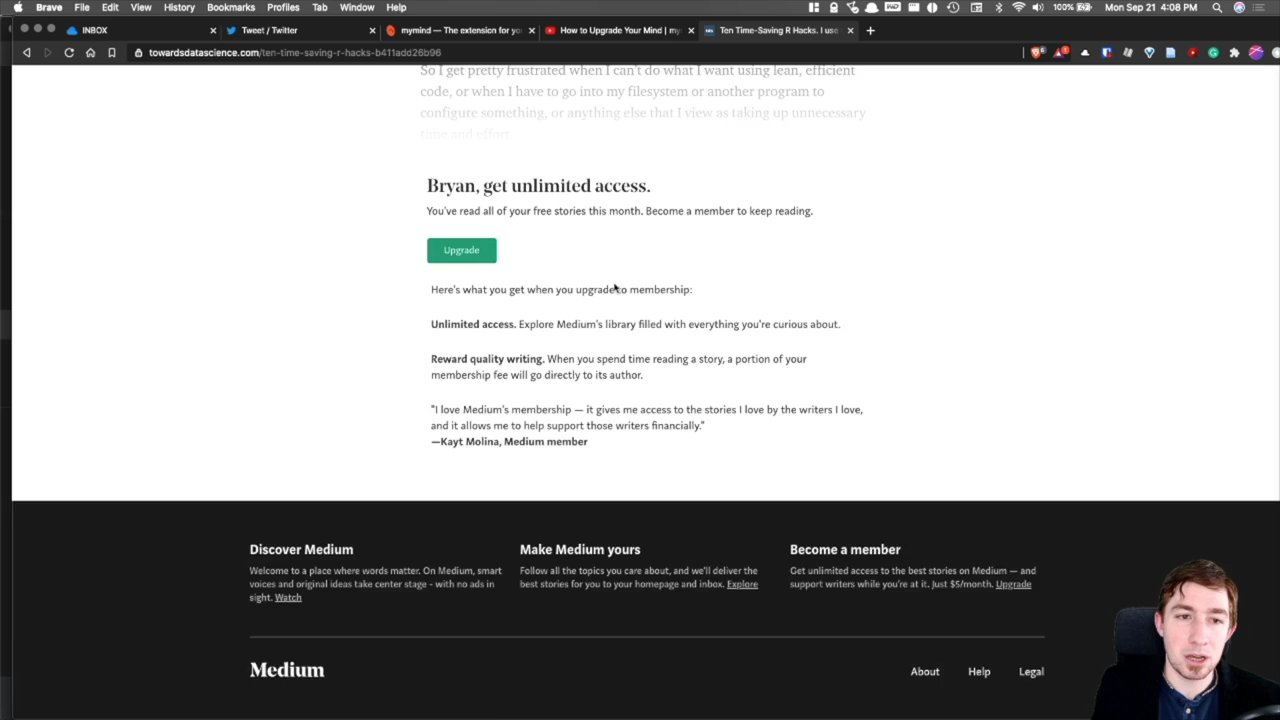 Brave File Edit View History Bookmarks Profiles Tab Window Help 100% Mon Sep 21 4:08 PM
INBOX Tweet / Twitter mymind — The extension for yo How to Upgrade Your Mind | my Ten Time-Saving R Hacks. I use
towardsdatascience.com/ten-time-saving-r-hacks-b411add26b96
So I get pretty frustrated when I can't do what I want using lean, efficient
code, or when I have to go into my filesystem or another program to
configure something, or anything else that I view as taking up unnecessary
time and effort.
Bryan, get unlimited access.
You've read all of your free stories this month. Become a member to keep reading.
Upgrade
Here's what you get when you upgrade to membership:
Unlimited access. Explore Medium's library filled with everything you're curious about.
Reward quality writing. When you spend time reading a story, a portion of your
membership fee will go directly to its author.
"I love Medium's membership — it gives me access to the stories I love by the writers I love,
and it allows me to help support those writers financially."
—Kayt Molina, Medium member
Discover Medium
Welcome to a place where words matter. On Medium, smart
voices and original ideas take center stage - with no ads in
sight. Watch
Make Medium yours
Follow all the topics you care about, and we'll deliver the
best stories for you to your homepage and inbox. Explore
Become a member
Get unlimited access to the best stories on Medium — and
support writers while you're at it. Just $5/month. Upgrade
Medium
About Help Legal